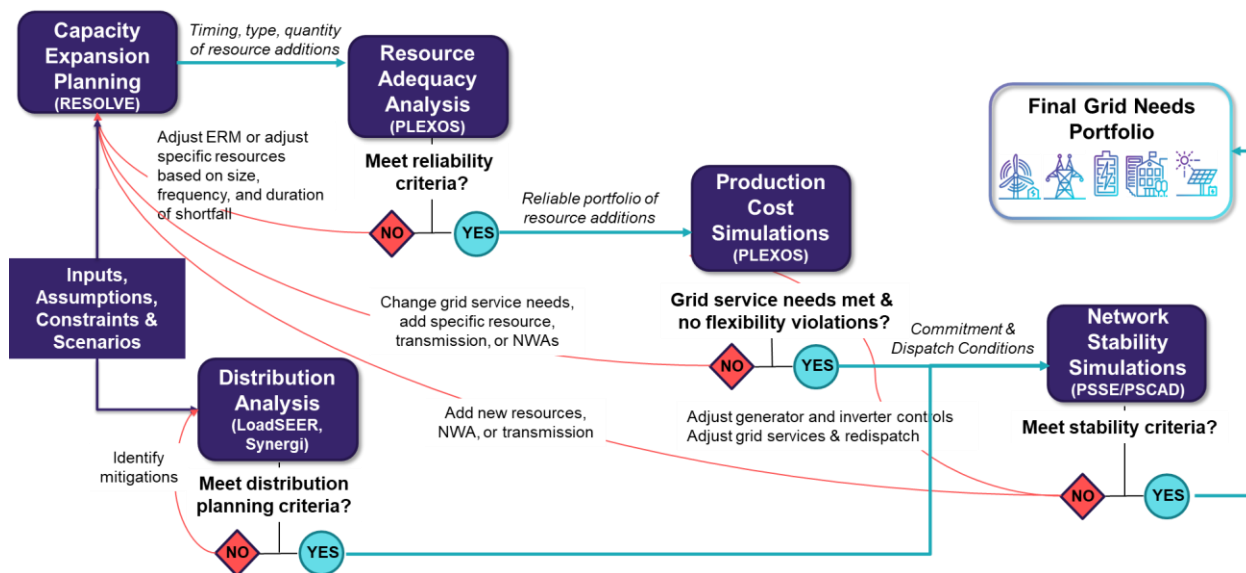 Capacity
Expansion
Planning
(RESOLVE)
Timing, type, quantity
of resource additions
Resource
Adequacy
Analysis
(PLEXOS)
Final Grid Needs
Portfolio
Adjust ERM or adjust
specific resources
based on size,
frequency, and duration
of shortfall
Meet reliability
criteria?
NO
YES
Reliable portfolio of
resource additions
Production
Cost
Simulations
(PLEXOS)
Inputs,
Assumptions,
Constraints &
Scenarios
Change grid service needs,
add specific resource,
transmission, or NWAs
Grid service needs met &
no flexibility violations?
NO
YES
Commitment &
Dispatch Conditions
Network
Stability
Simulations
(PSSE/PSCAD)
Distribution
Analysis
(LoadSEER,
Synergi)
Add new resources,
NWA, or transmission
Adjust generator and inverter controls
Adjust grid services & redispatch
Meet stability criteria?
NO
YES
Identify
mitigations
Meet distribution
planning criteria?
NO
YES